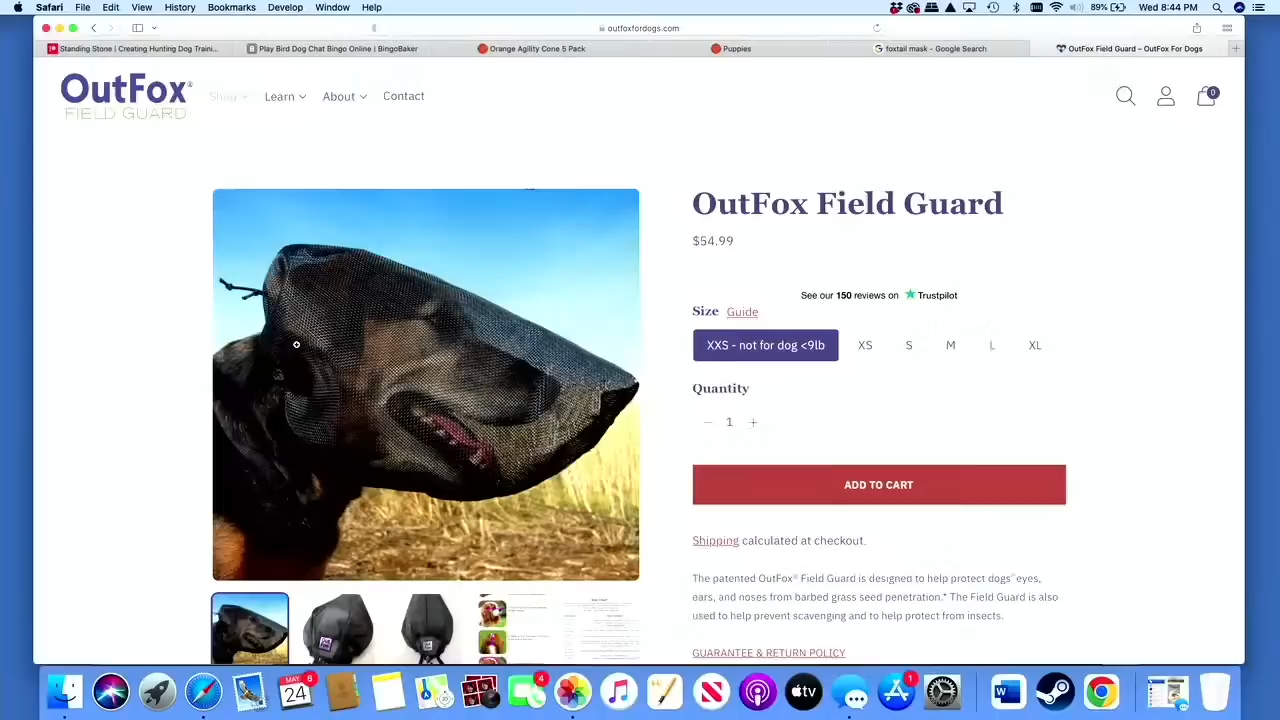 Safari File Edit View History Bookmarks Develop Window Help 89% Wed 8:44 PM
outfoxfordogs.com
Standing Stone | Creating Hunting Dog Traini... Play Bird Dog Chat Bingo Online | BingoBaker Orange Agility Cone 5 Pack Puppies foxtail mask - Google Search OutFox Field Guard – OutFox For Dogs
OutFox®
FIELD GUARD
Shop Learn About Contact 0
OutFox Field Guard
$54.99
See our 150 reviews on Trustpilot
Size Guide
XXS - not for dog <9lb XS S M L XL
Quantity
− 1 +
ADD TO CART
Shipping calculated at checkout.
The patented OutFox® Field Guard is designed to help protect dogs' eyes,
ears, and noses from barbed grass seed penetration.* The Field Guard is also
used to help prevent scavenging and to help protect from insects.
GUARANTEE & RETURN POLICY
MAY 6
24
4
tv
1
W